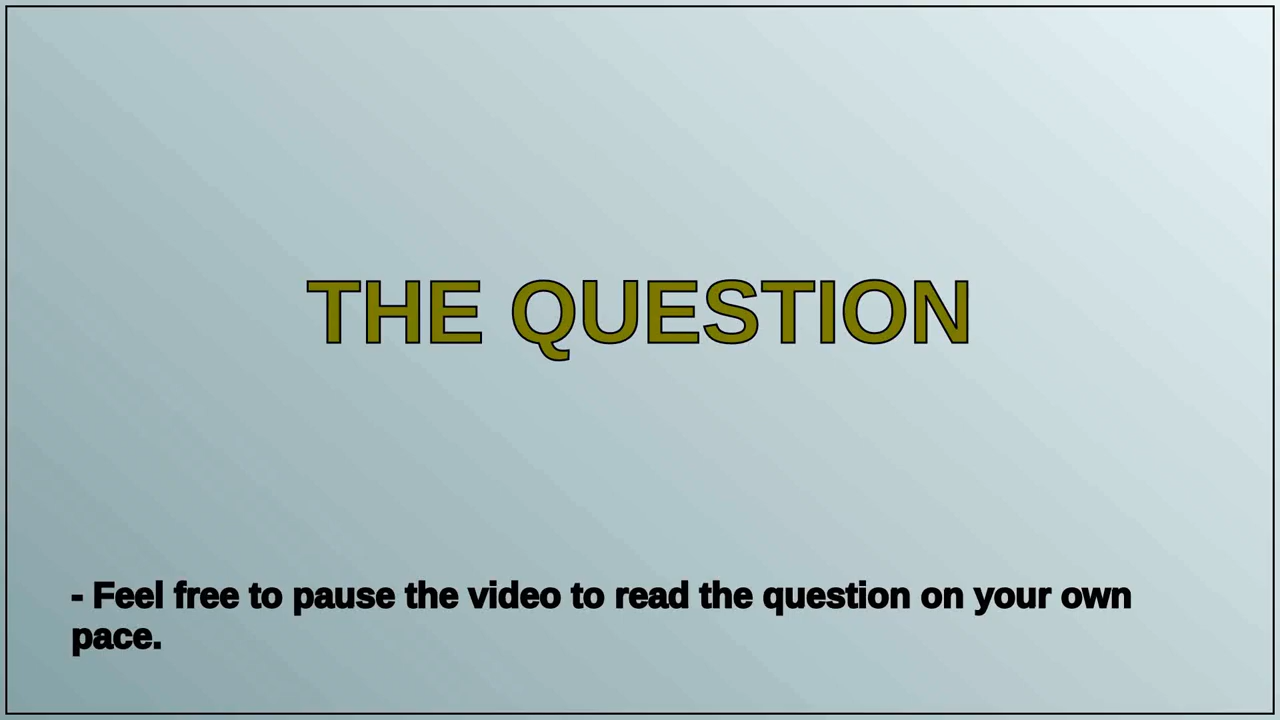 THE QUESTION
- Feel free to pause the video to read the question on your own
pace.